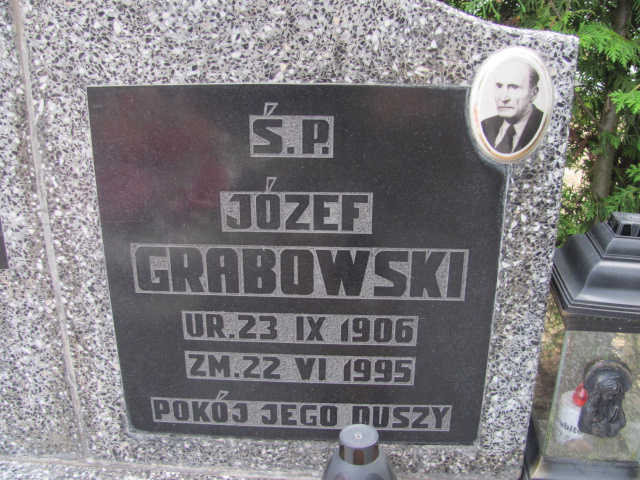 Ś.P.
JÓZEF
GRABOWSKI
UR. 23 IX 1906
ZM. 22 VI 1995
POKÓJ JEGO DUSZY